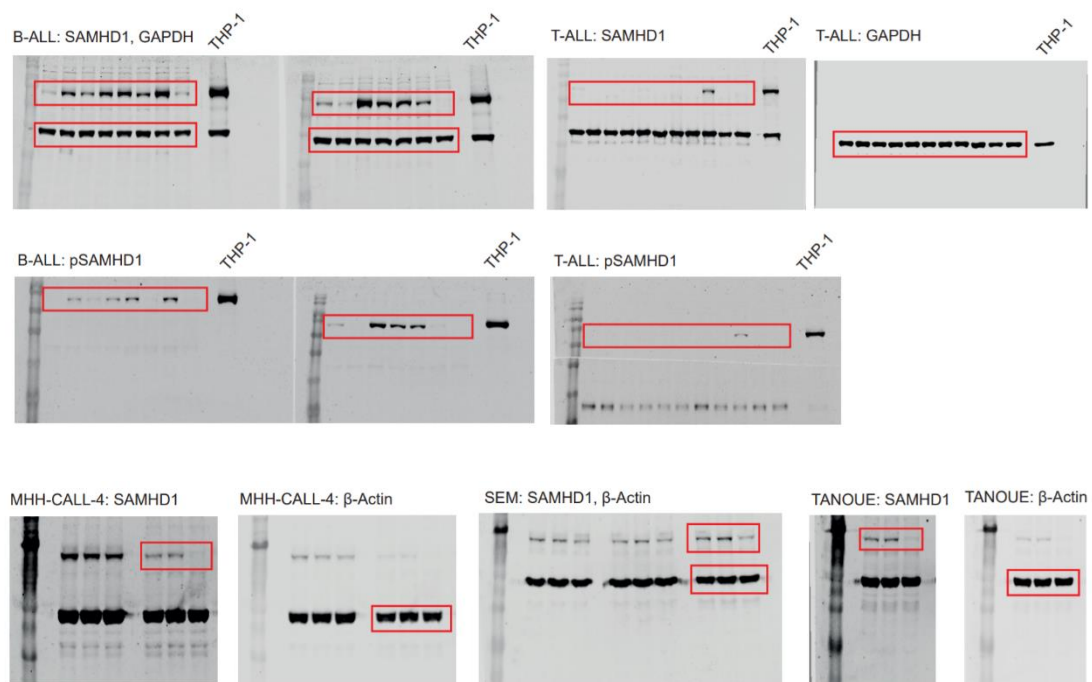 B-ALL: SAMHD1, GAPDH
THP-1
THP-1
T-ALL: SAMHD1
THP-1
T-ALL: GAPDH
THP-1
B-ALL: pSAMHD1
THP-1
THP-1
T-ALL: pSAMHD1
THP-1
MHH-CALL-4: SAMHD1
MHH-CALL-4: β-Actin
SEM: SAMHD1, β-Actin
TANOUE: SAMHD1
TANOUE: β-Actin